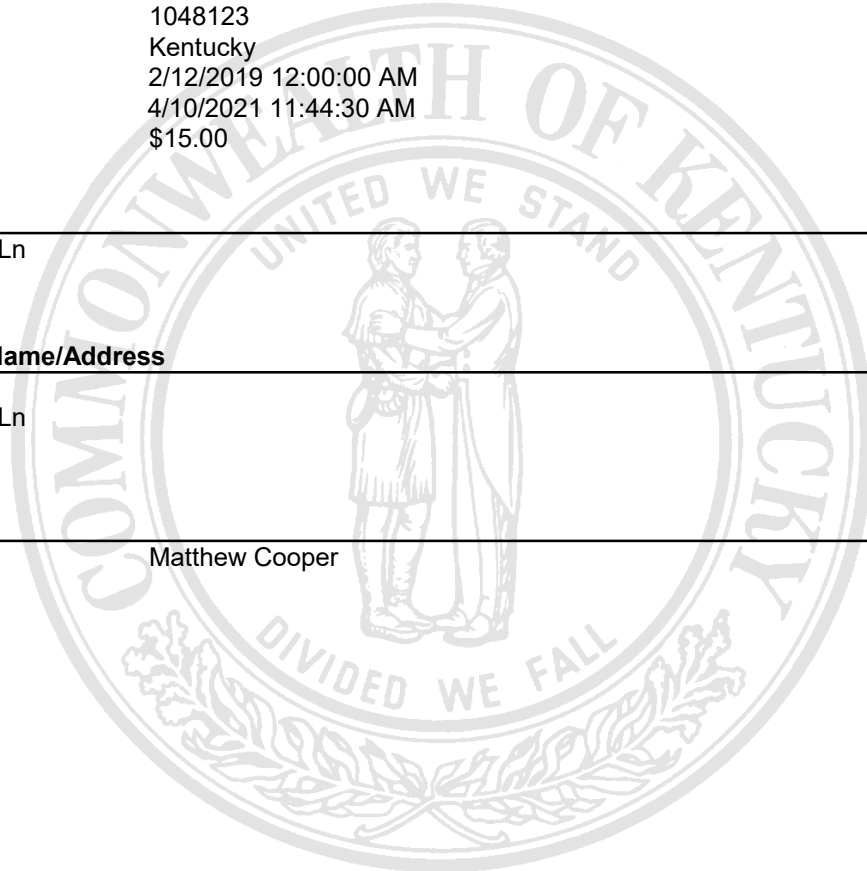 1048123
Kentucky
2/12/2019 12:00:00 AM
4/10/2021 11:44:30 AM
$15.00
COMMONWEALTH OF KENTUCKY
UNITED WE STAND
Ln
Name/Address
Ln
Matthew Cooper
DIVIDED WE FALL